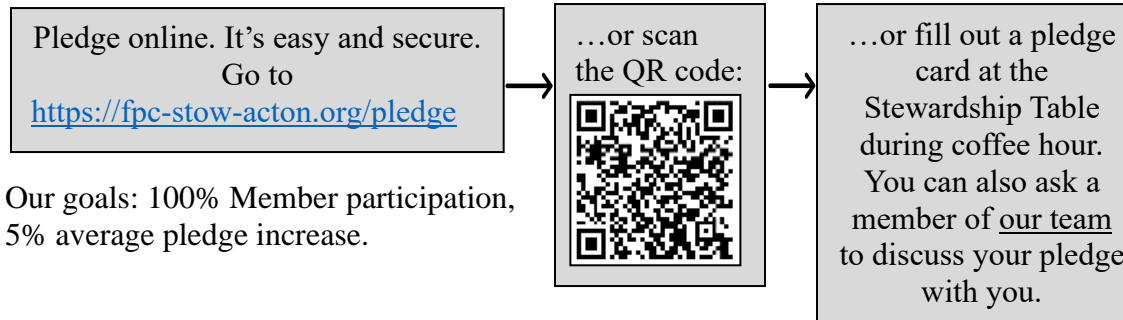 Pledge online. It’s easy and secure.
Go to
https://fpc-stow-acton.org/pledge
Our goals: 100% Member participation,
5% average pledge increase.
…or scan
the QR code:
…or fill out a pledge
card at the
Stewardship Table
during coffee hour.
You can also ask a
member of our team
to discuss your pledge
with you.